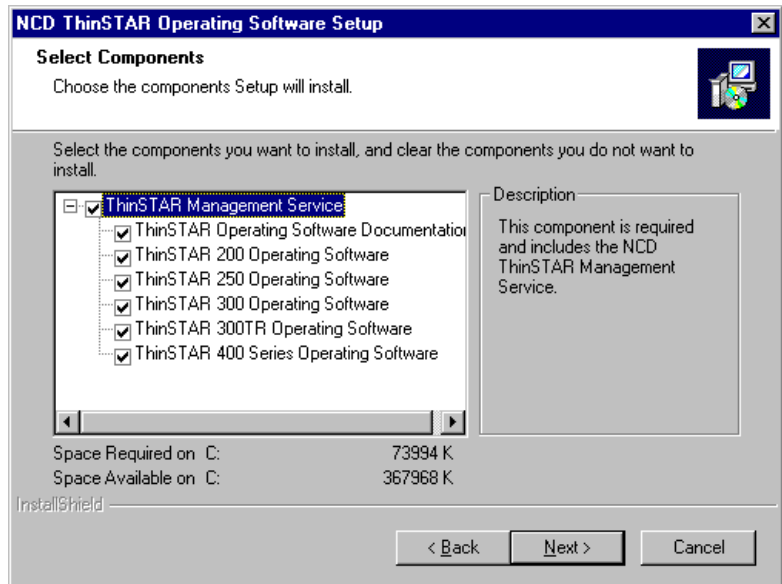 NCD ThinSTAR Operating Software Setup
Select Components
Choose the components Setup will install.
Select the components you want to install, and clear the components you do not want to
install.
ThinSTAR Management Service
ThinSTAR Operating Software Documentation
ThinSTAR 200 Operating Software
ThinSTAR 250 Operating Software
ThinSTAR 300 Operating Software
ThinSTAR 300TR Operating Software
ThinSTAR 400 Series Operating Software
Description
This component is required
and includes the NCD
ThinSTAR Management
Service.
Space Required on C: 73994 K
Space Available on C: 367968 K
InstallShield
< Back
Next >
Cancel